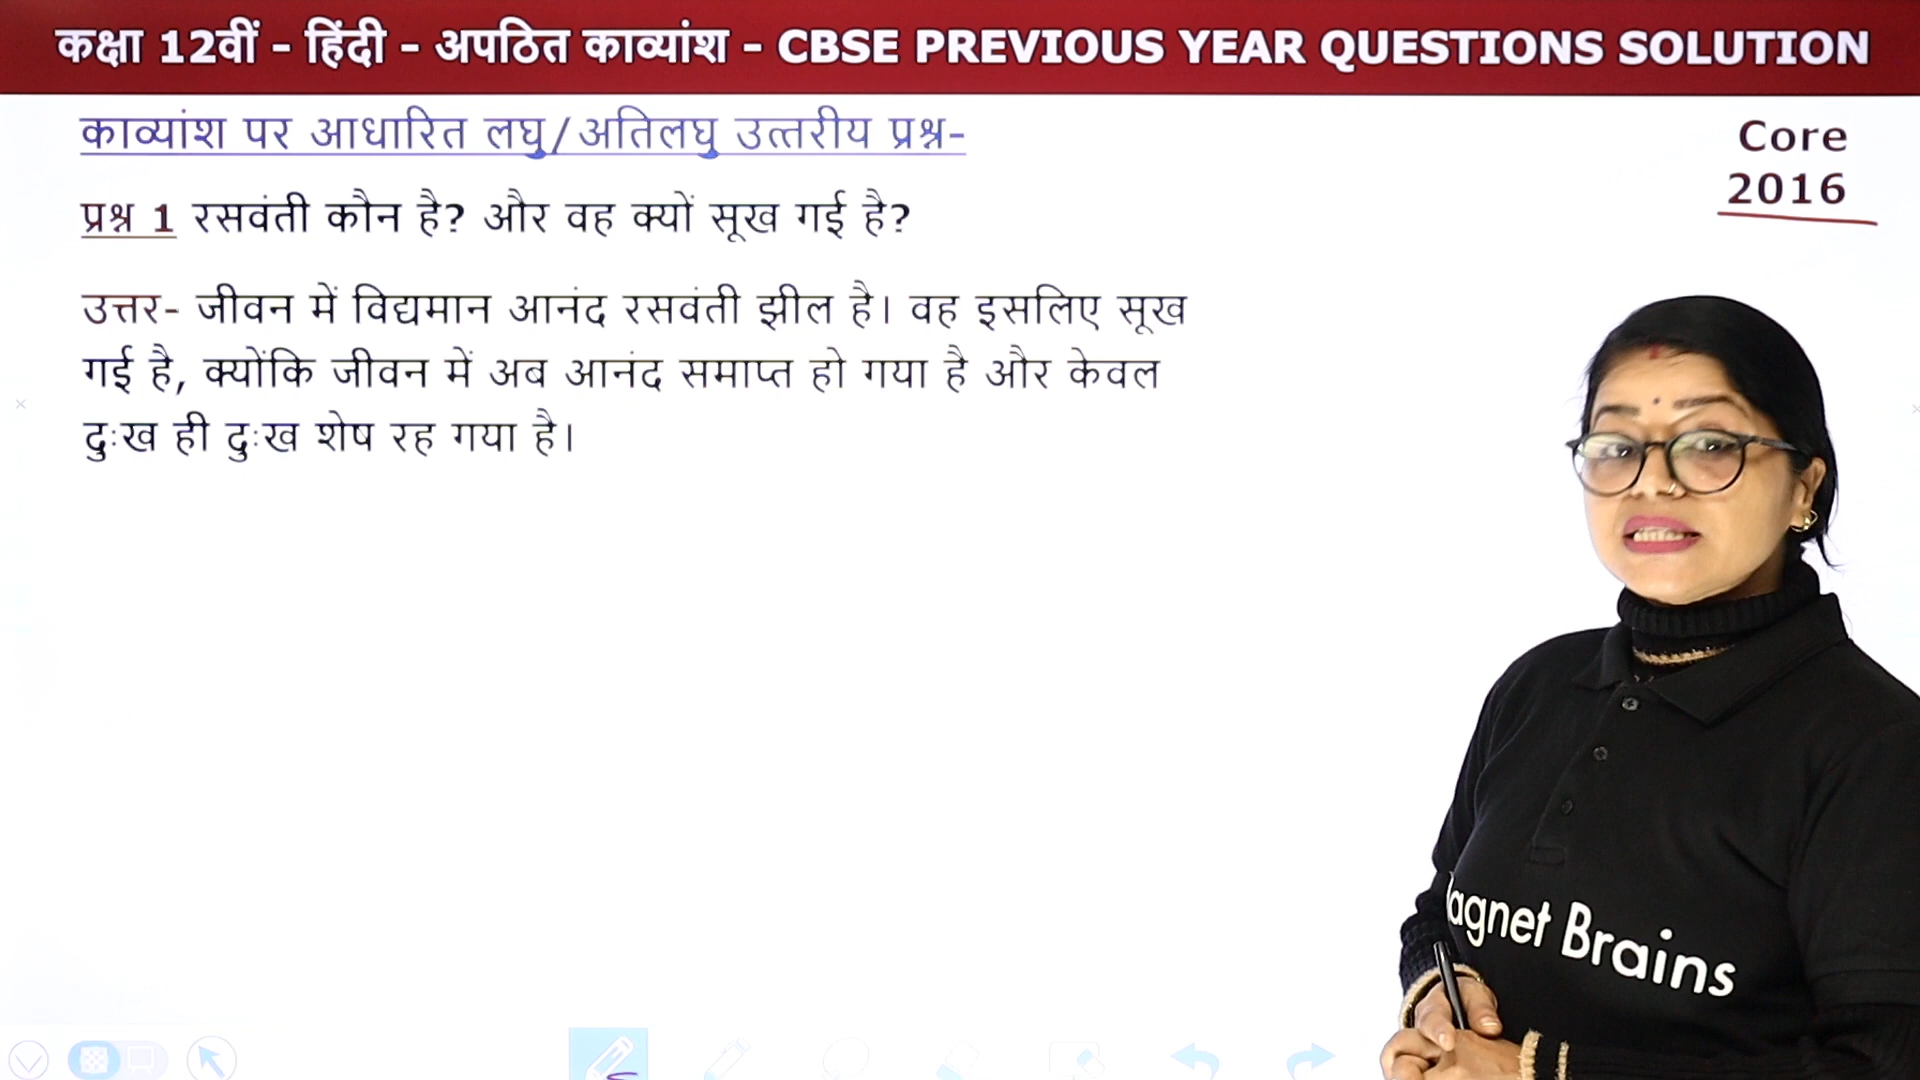 कक्षा 12वीं - हिंदी - अपठित काव्यांश - CBSE PREVIOUS YEAR QUESTIONS SOLUTION
काव्यांश पर आधारित लघु/अतिलघु उत्तरीय प्रश्न-
Core
2016
प्रश्न 1 रसवंती कौन है? और वह क्यों सूख गई है?
उत्तर- जीवन में विद्यमान आनंद रसवंती झील है। वह इसलिए सूख
गई है, क्योंकि जीवन में अब आनंद समाप्त हो गया है और केवल
दुःख ही दुःख शेष रह गया है।
agnet Brains